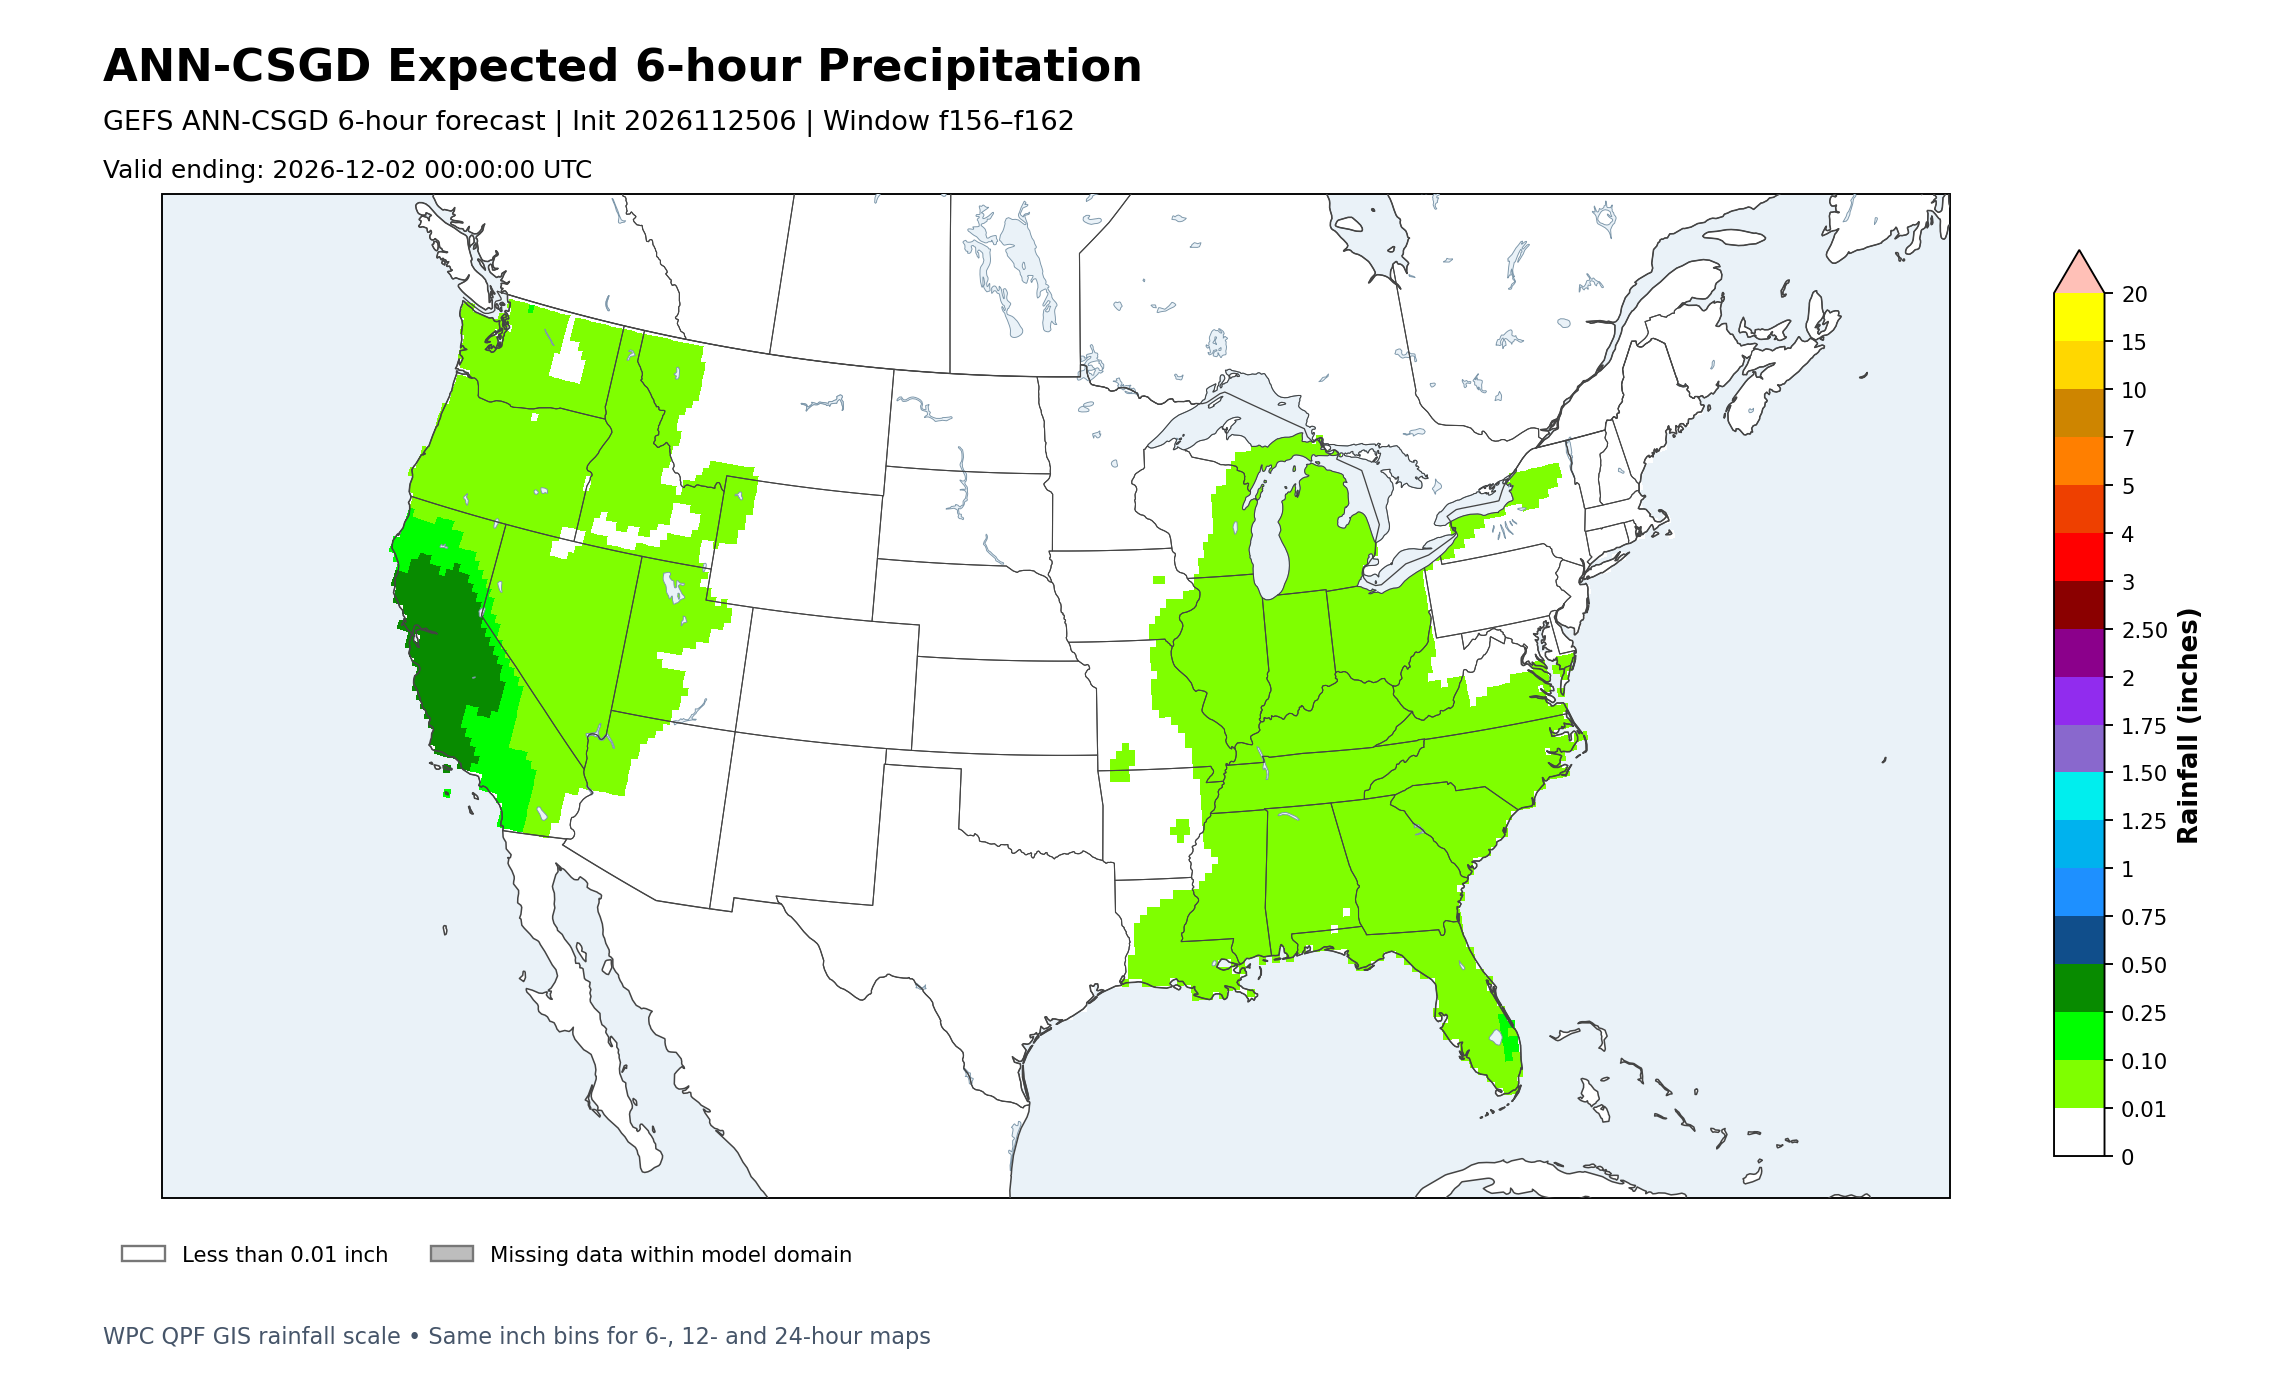 ANN-CSGD Expected 6-hour Precipitation
GEFS ANN-CSGD 6-hour forecast | Init 2026112506 | Window f156–f162
Valid ending: 2026-12-02 00:00:00 UTC
20
15
10
7
5
4
3
2.50
2
1.75
1.50
1.25
1
0.75
0.50
0.25
0.10
0.01
0
Rainfall (inches)
Less than 0.01 inch
Missing data within model domain
WPC QPF GIS rainfall scale • Same inch bins for 6-, 12- and 24-hour maps